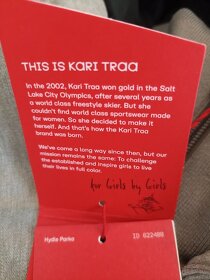 THIS IS KARI TRAA
In the 2002, Kari Traa won gold in the Salt
Lake City Olympics, after several years as
a world class freestyle skier. But she
couldn't find world class sportswear made
for women. So she decided to make it
herself. And that's how the Kari Traa
brand was born.
We've come a long way since then, but our
mission remains the same: To challenge
the established and inspire girls to live
their lives in full color.
for Girls by Girls
Hydle Parka
ID 622488